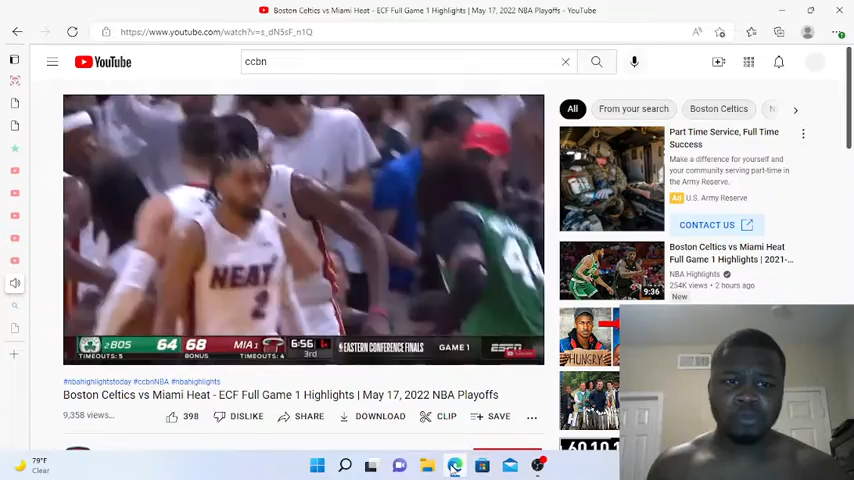 Boston Celtics vs Miami Heat - ECF Full Game 1 Highlights | May 17, 2022 NBA Playoffs - YouTube
https://www.youtube.com/watch?v=s_dN5sF_n1Q
YouTube
ccbn
All
From your search
Boston Celtics
HEAT
2
2 BOS 64
68 MIA 1
6:56
3rd
TIMEOUTS: 5
BONUS
TIMEOUTS: 4
EASTERN CONFERENCE FINALS
GAME 1
ESPN
Part Time Service, Full Time
Success
Make a difference for yourself and
your community serving part-time in
the Army Reserve.
Ad U.S. Army Reserve
CONTACT US
Boston Celtics vs Miami Heat
Full Game 1 Highlights | 2021-...
NBA Highlights
254K views • 2 hours ago
New
9:36
HUNGRY
#nbahighlightstoday #ccbnNBA #nbahighlights
Boston Celtics vs Miami Heat - ECF Full Game 1 Highlights | May 17, 2022 NBA Playoffs
9,358 views...
398
DISLIKE
SHARE
DOWNLOAD
CLIP
SAVE
79°F
Clear